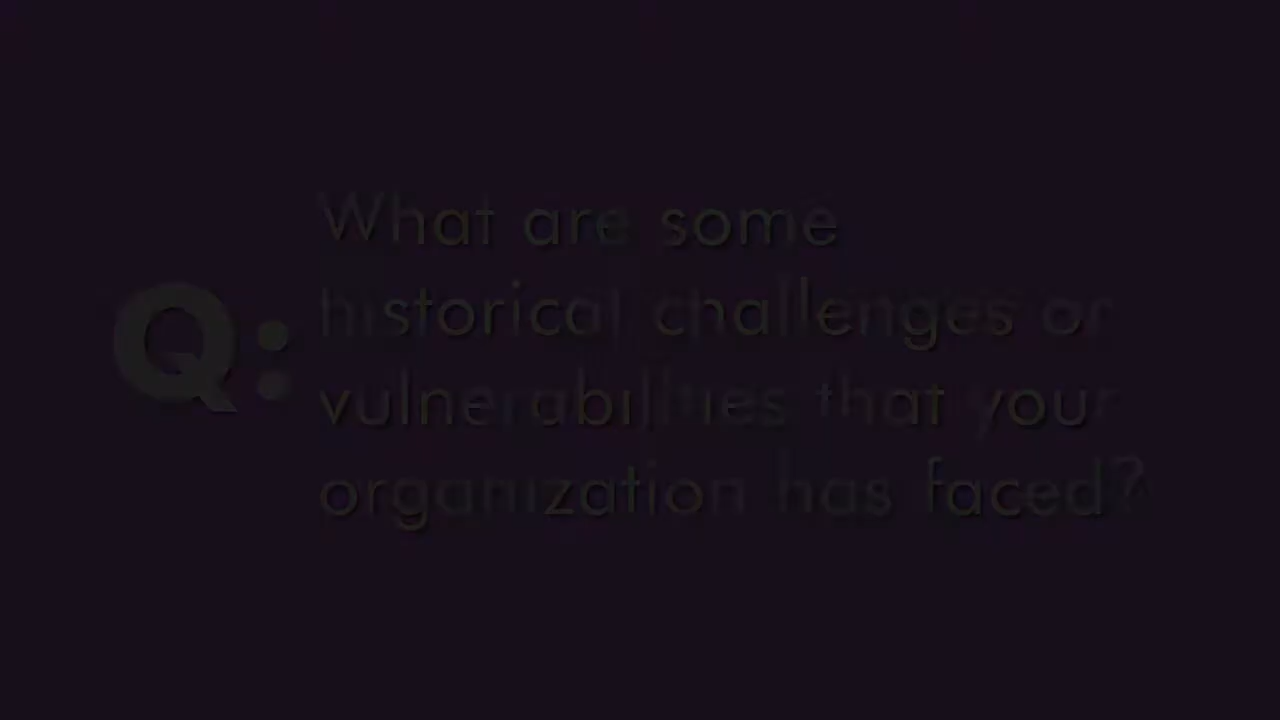 Q:
What are some
historical challenges or
vulnerabilities that your
organization has faced?